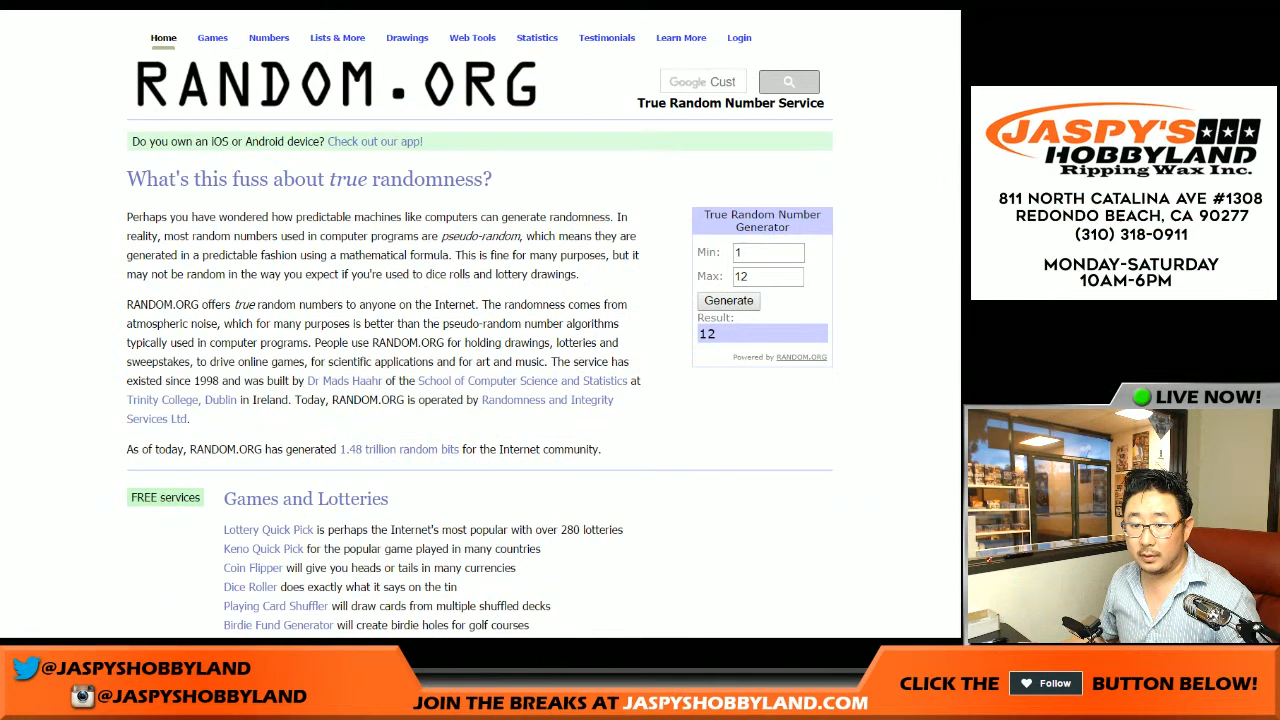 Home Games Numbers Lists & More Drawings Web Tools Statistics Testimonials Learn More Login
RANDOM.ORG
Google Cust
True Random Number Service
Do you own an iOS or Android device? Check out our app!
What's this fuss about true randomness?
Perhaps you have wondered how predictable machines like computers can generate randomness. In
reality, most random numbers used in computer programs are pseudo-random, which means they are
generated in a predictable fashion using a mathematical formula. This is fine for many purposes, but it
may not be random in the way you expect if you're used to dice rolls and lottery drawings.
RANDOM.ORG offers true random numbers to anyone on the Internet. The randomness comes from
atmospheric noise, which for many purposes is better than the pseudo-random number algorithms
typically used in computer programs. People use RANDOM.ORG for holding drawings, lotteries and
sweepstakes, to drive online games, for scientific applications and for art and music. The service has
existed since 1998 and was built by Dr Mads Haahr of the School of Computer Science and Statistics at
Trinity College, Dublin in Ireland. Today, RANDOM.ORG is operated by Randomness and Integrity
Services Ltd.
As of today, RANDOM.ORG has generated 1.48 trillion random bits for the Internet community.
True Random Number
Generator
Min: 1
Max: 12
Generate
Result:
12
Powered by RANDOM.ORG
FREE services
Games and Lotteries
Lottery Quick Pick is perhaps the Internet's most popular with over 280 lotteries
Keno Quick Pick for the popular game played in many countries
Coin Flipper will give you heads or tails in many currencies
Dice Roller does exactly what it says on the tin
Playing Card Shuffler will draw cards from multiple shuffled decks
Birdie Fund Generator will create birdie holes for golf courses
JASPY'S
HOBBYLAND
Ripping Wax Inc.
811 NORTH CATALINA AVE #1308
REDONDO BEACH, CA 90277
(310) 318-0911
MONDAY-SATURDAY
10AM-6PM
LIVE NOW!
@JASPYSHOBBYLAND
@JASPYSHOBBYLAND
JOIN THE BREAKS AT JASPYSHOBBYLAND.COM
CLICK THE Follow BUTTON BELOW!